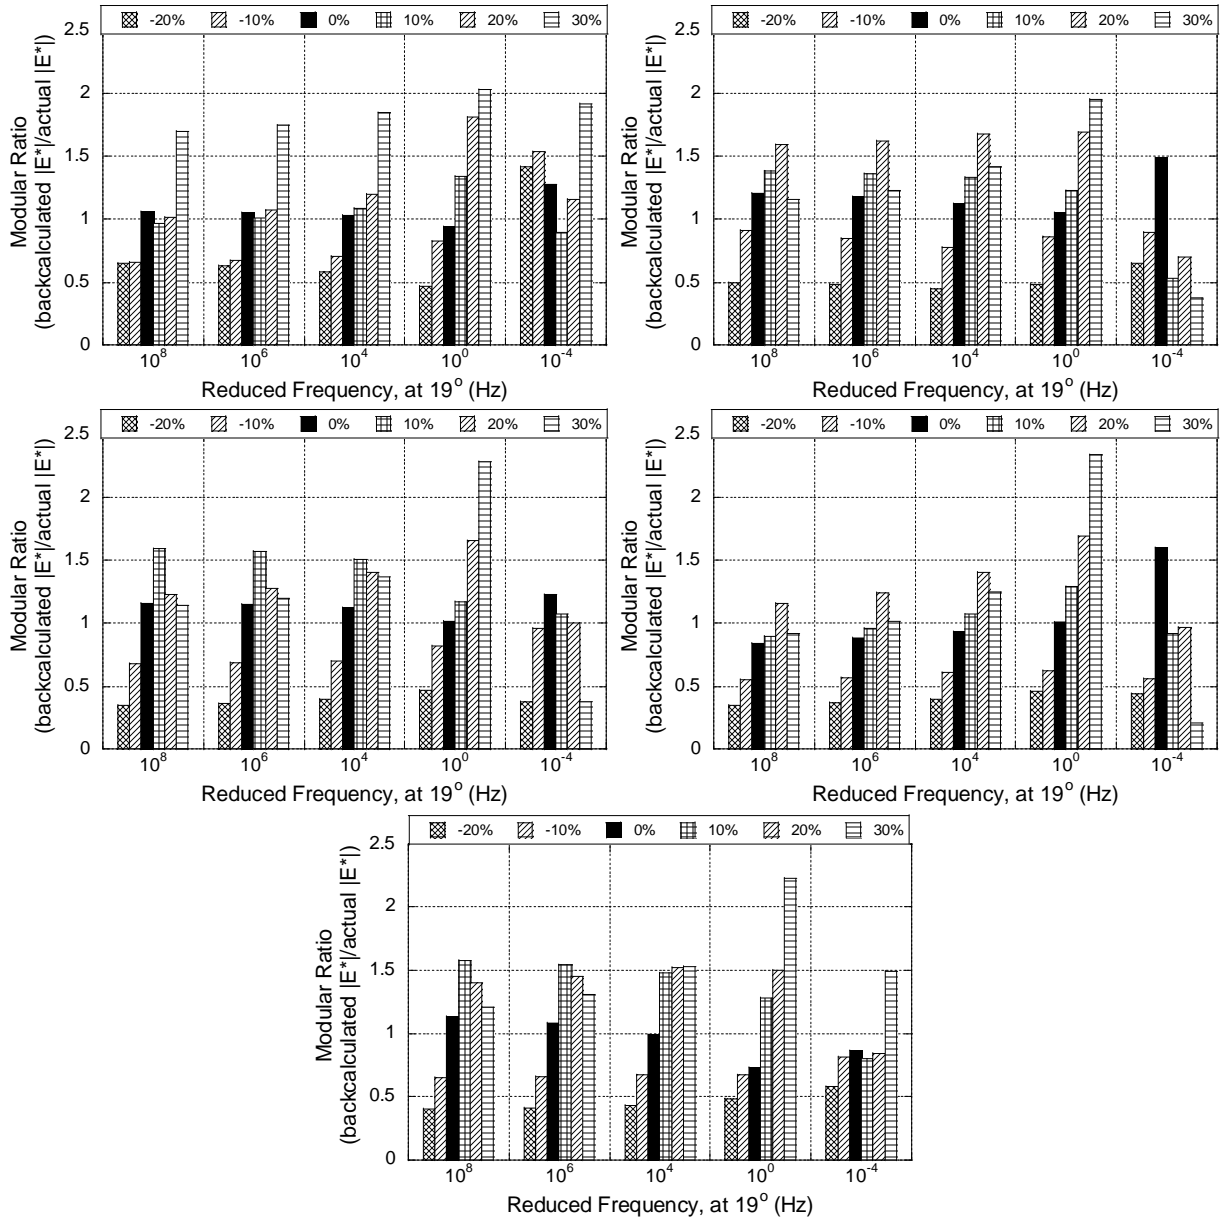 -20% -10% 0% 10% 20% 30%
Modular Ratio
(backcalculated |E*|/actual |E*|)
2.5
2
1.5
1
0.5
0
10^8 10^6 10^4 10^0 10^-4
Reduced Frequency, at 19^o (Hz)
-20% -10% 0% 10% 20% 30%
Modular Ratio
(backcalculated |E*|/actual |E*|)
2.5
2
1.5
1
0.5
0
10^8 10^6 10^4 10^0 10^-4
Reduced Frequency, at 19^o (Hz)
-20% -10% 0% 10% 20% 30%
Modular Ratio
(backcalculated |E*|/actual |E*|)
2.5
2
1.5
1
0.5
0
10^8 10^6 10^4 10^0 10^-4
Reduced Frequency, at 19^o (Hz)
-20% -10% 0% 10% 20% 30%
Modular Ratio
(backcalculated |E*|/actual |E*|)
2.5
2
1.5
1
0.5
0
10^8 10^6 10^4 10^0 10^-4
Reduced Frequency, at 19^o (Hz)
-20% -10% 0% 10% 20% 30%
Modular Ratio
(backcalculated |E*|/actual |E*|)
2.5
2
1.5
1
0.5
0
10^8 10^6 10^4 10^0 10^-4
Reduced Frequency, at 19^o (Hz)